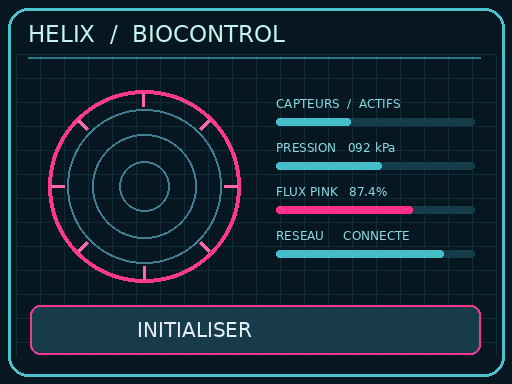 HELIX / BIOCONTROL
CAPTEURS / ACTIFS
PRESSION 092 kPa
FLUX PINK 87.4%
RESEAU CONNECTE
INITIALISER